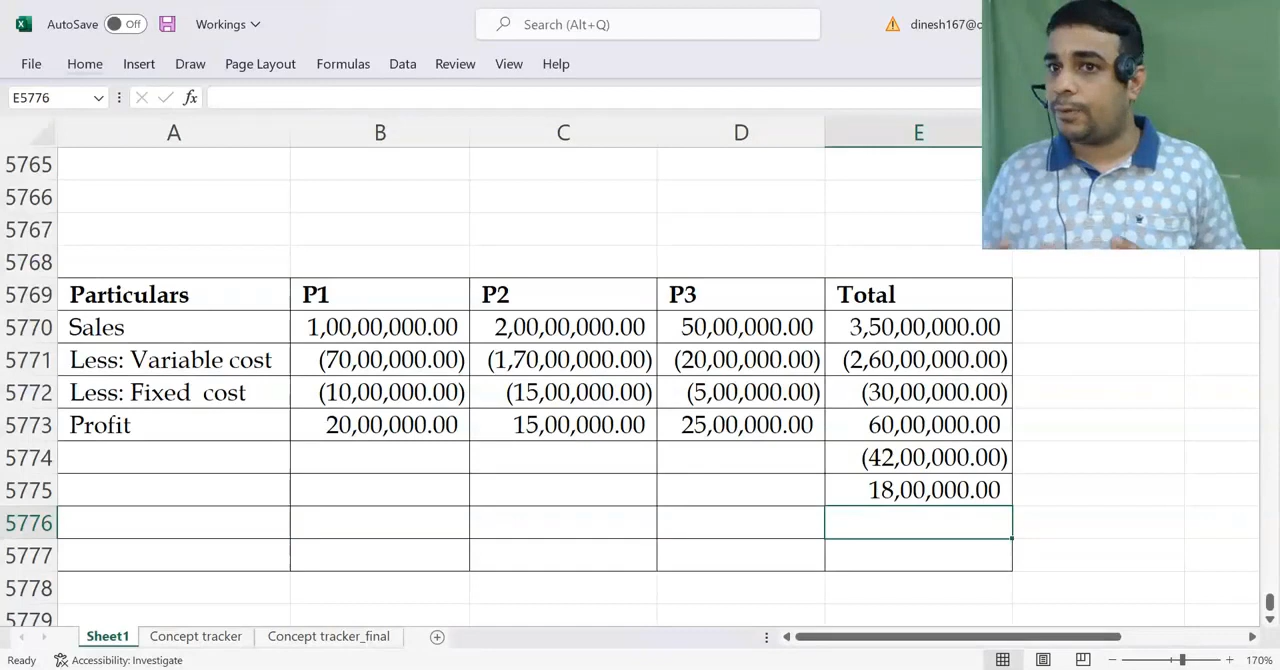 AutoSave Off Workings Search (Alt+Q) dinesh167@o
File Home Insert Draw Page Layout Formulas Data Review View Help
E5776 fx
A B C D E
5765
5766
5767
5768
5769 Particulars P1 P2 P3 Total
5770 Sales 1,00,00,000.00 2,00,00,000.00 50,00,000.00 3,50,00,000.00
5771 Less: Variable cost (70,00,000.00) (1,70,00,000.00) (20,00,000.00) (2,60,00,000.00)
5772 Less: Fixed cost (10,00,000.00) (15,00,000.00) (5,00,000.00) (30,00,000.00)
5773 Profit 20,00,000.00 15,00,000.00 25,00,000.00 60,00,000.00
5774 (42,00,000.00)
5775 18,00,000.00
5776
5777
5778
5779
Sheet1 Concept tracker Concept tracker_final
Ready Accessibility: Investigate 170%